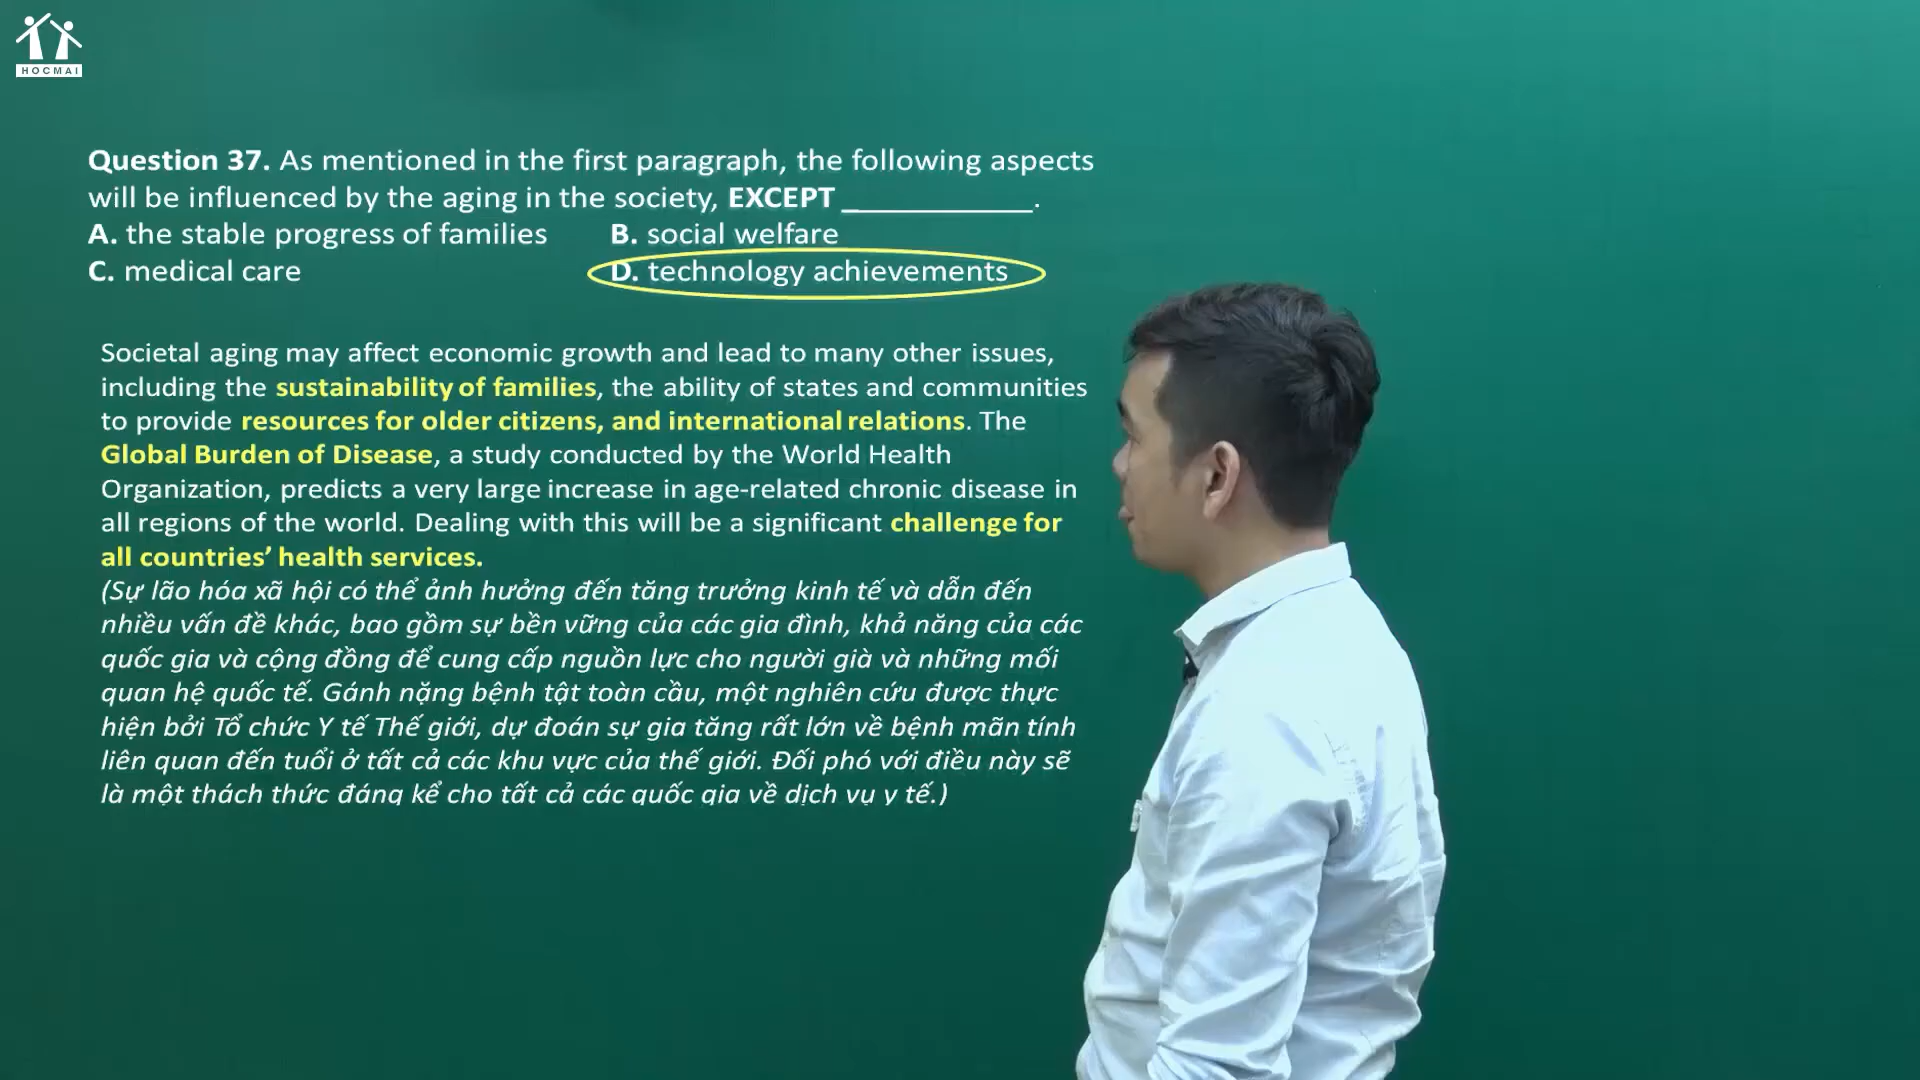 HOCMAI
Question 37. As mentioned in the first paragraph, the following aspects
will be influenced by the aging in the society, EXCEPT ____________.
A. the stable progress of families B. social welfare
C. medical care D. technology achievements
Societal aging may affect economic growth and lead to many other issues,
including the sustainability of families, the ability of states and communities
to provide resources for older citizens, and international relations. The
Global Burden of Disease, a study conducted by the World Health
Organization, predicts a very large increase in age-related chronic disease in
all regions of the world. Dealing with this will be a significant challenge for
all countries’ health services.
(Sự lão hóa xã hội có thể ảnh hưởng đến tăng trưởng kinh tế và dẫn đến
nhiều vấn đề khác, bao gồm sự bền vững của các gia đình, khả năng của các
quốc gia và cộng đồng để cung cấp nguồn lực cho người già và những mối
quan hệ quốc tế. Gánh nặng bệnh tật toàn cầu, một nghiên cứu được thực
hiện bởi Tổ chức Y tế Thế giới, dự đoán sự gia tăng rất lớn về bệnh mãn tính
liên quan đến tuổi ở tất cả các khu vực của thế giới. Đối phó với điều này sẽ
là một thách thức đáng kể cho tất cả các quốc gia về dịch vụ y tế.)